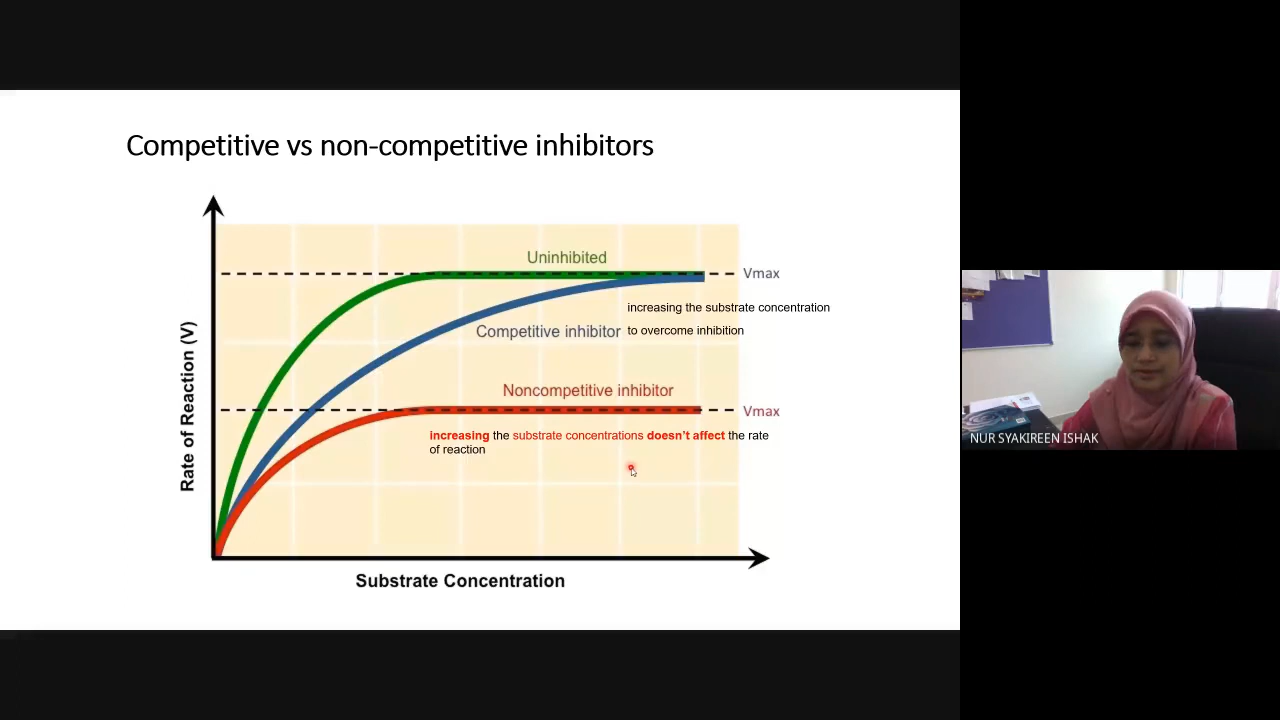 Competitive vs non-competitive inhibitors
Uninhibited
Vmax
increasing the substrate concentration
Competitive inhibitor to overcome inhibition
Noncompetitive inhibitor
Vmax
increasing the substrate concentrations doesn't affect the rate
of reaction
Rate of Reaction (V)
Substrate Concentration
NUR SYAKIREEN ISHAK